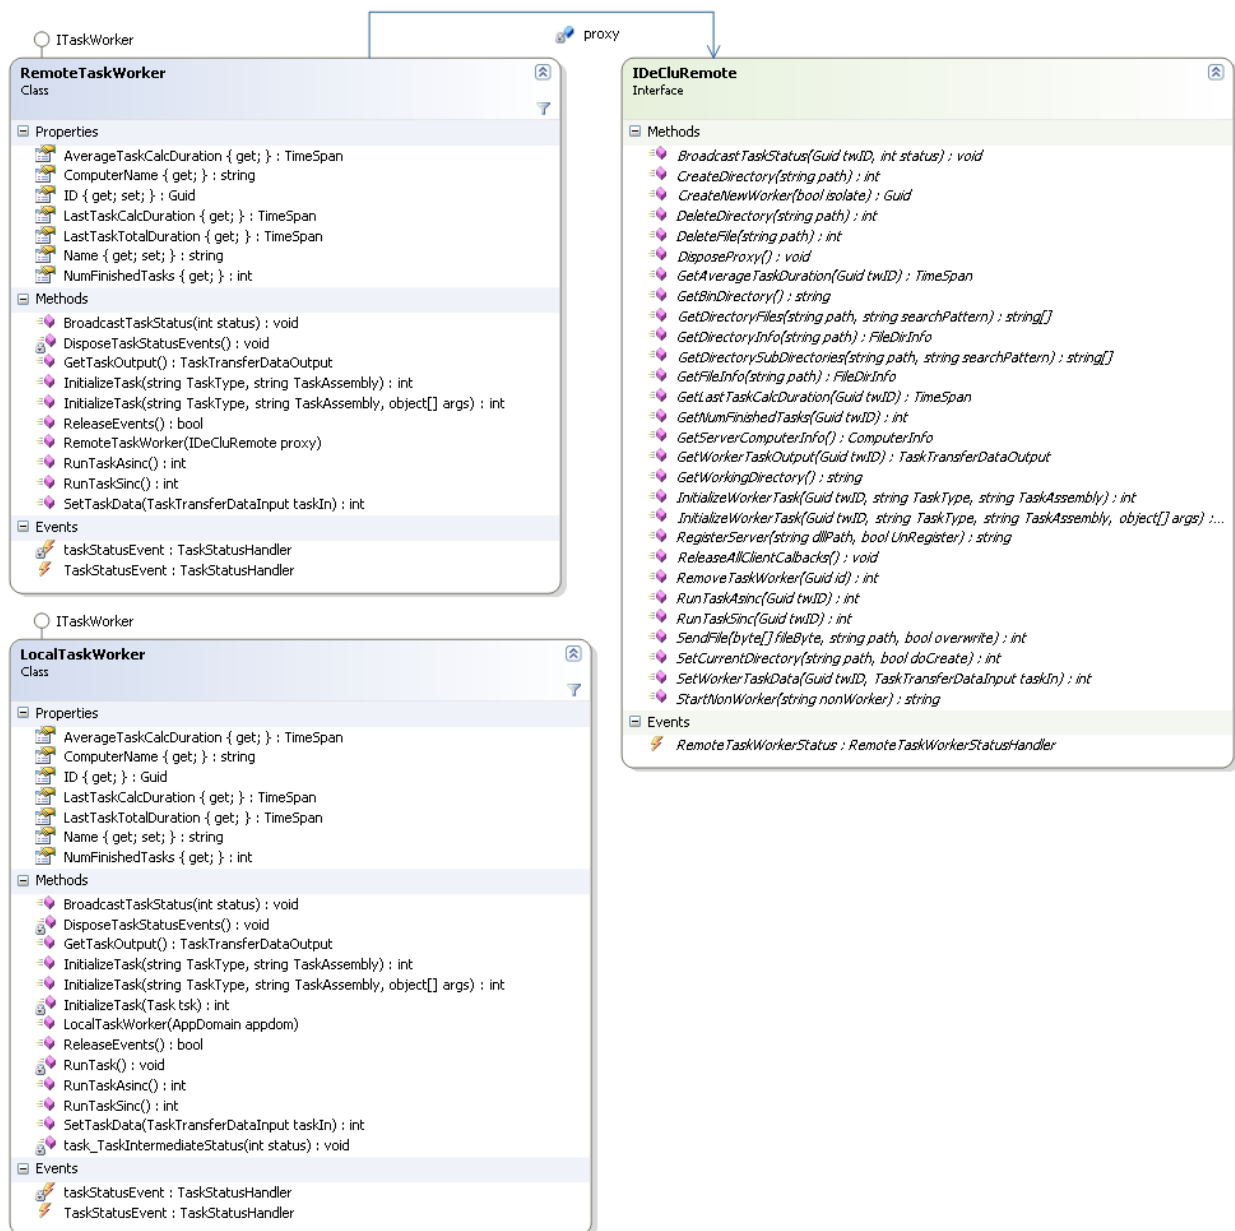 ITaskWorker
proxy
RemoteTaskWorker
Class
Properties
AverageTaskCalcDuration { get; } : TimeSpan
ComputerName { get; } : string
ID { get; set; } : Guid
LastTaskCalcDuration { get; } : TimeSpan
LastTaskTotalDuration { get; } : TimeSpan
Name { get; set; } : string
NumFinishedTasks { get; } : int
Methods
BroadcastTaskStatus(int status) : void
DisposeTaskStatusEvents() : void
GetTaskOutput() : TaskTransferDataOutput
InitializeTask(string TaskType, string TaskAssembly) : int
InitializeTask(string TaskType, string TaskAssembly, object[] args) : int
ReleaseEvents() : bool
RemoteTaskWorker(IDeCluRemote proxy)
RunTaskAsinc() : int
RunTaskSinc() : int
SetTaskData(TaskTransferDataInput taskIn) : int
Events
taskStatusEvent : TaskStatusHandler
TaskStatusEvent : TaskStatusHandler
IDeCluRemote
Interface
Methods
BroadcastTaskStatus(Guid twID, int status) : void
CreateDirectory(string path) : int
CreateNewWorker(bool isolate) : Guid
DeleteDirectory(string path) : int
DeleteFile(string path) : int
DisposeProxy() : void
GetAverageTaskDuration(Guid twID) : TimeSpan
GetBinDirectory() : string
GetDirectoryFiles(string path, string searchPattern) : string[]
GetDirectoryInfo(string path) : FileDirInfo
GetDirectorySubDirectories(string path, string searchPattern) : string[]
GetFileInfo(string path) : FileDirInfo
GetLastTaskCalcDuration(Guid twID) : TimeSpan
GetNumFinishedTasks(Guid twID) : int
GetServerComputerInfo() : ComputerInfo
GetWorkerTaskOutput(Guid twID) : TaskTransferDataOutput
GetWorkingDirectory() : string
InitializeWorkerTask(Guid twID, string TaskType, string TaskAssembly) : int
InitializeWorkerTask(Guid twID, string TaskType, string TaskAssembly, object[] args) :...
RegisterServer(string dllPath, bool UnRegister) : string
ReleaseAllClientCalbacks() : void
RemoveTaskWorker(Guid id) : int
RunTaskAsinc(Guid twID) : int
RunTaskSinc(Guid twID) : int
SendFile(byte[] fileByte, string path, bool overwrite) : int
SetCurrentDirectory(string path, bool doCreate) : int
SetWorkerTaskData(Guid twID, TaskTransferDataInput taskIn) : int
StartNonWorker(string nonWorker) : string
Events
RemoteTaskWorkerStatus : RemoteTaskWorkerStatusHandler
ITaskWorker
LocalTaskWorker
Class
Properties
AverageTaskCalcDuration { get; } : TimeSpan
ComputerName { get; } : string
ID { get; } : Guid
LastTaskCalcDuration { get; } : TimeSpan
LastTaskTotalDuration { get; } : TimeSpan
Name { get; set; } : string
NumFinishedTasks { get; } : int
Methods
BroadcastTaskStatus(int status) : void
DisposeTaskStatusEvents() : void
GetTaskOutput() : TaskTransferDataOutput
InitializeTask(string TaskType, string TaskAssembly) : int
InitializeTask(string TaskType, string TaskAssembly, object[] args) : int
InitializeTask(Task tsk) : int
LocalTaskWorker(AppDomain appdom)
ReleaseEvents() : bool
RunTask() : void
RunTaskAsinc() : int
RunTaskSinc() : int
SetTaskData(TaskTransferDataInput taskIn) : int
task_TaskIntermediateStatus(int status) : void
Events
taskStatusEvent : TaskStatusHandler
TaskStatusEvent : TaskStatusHandler